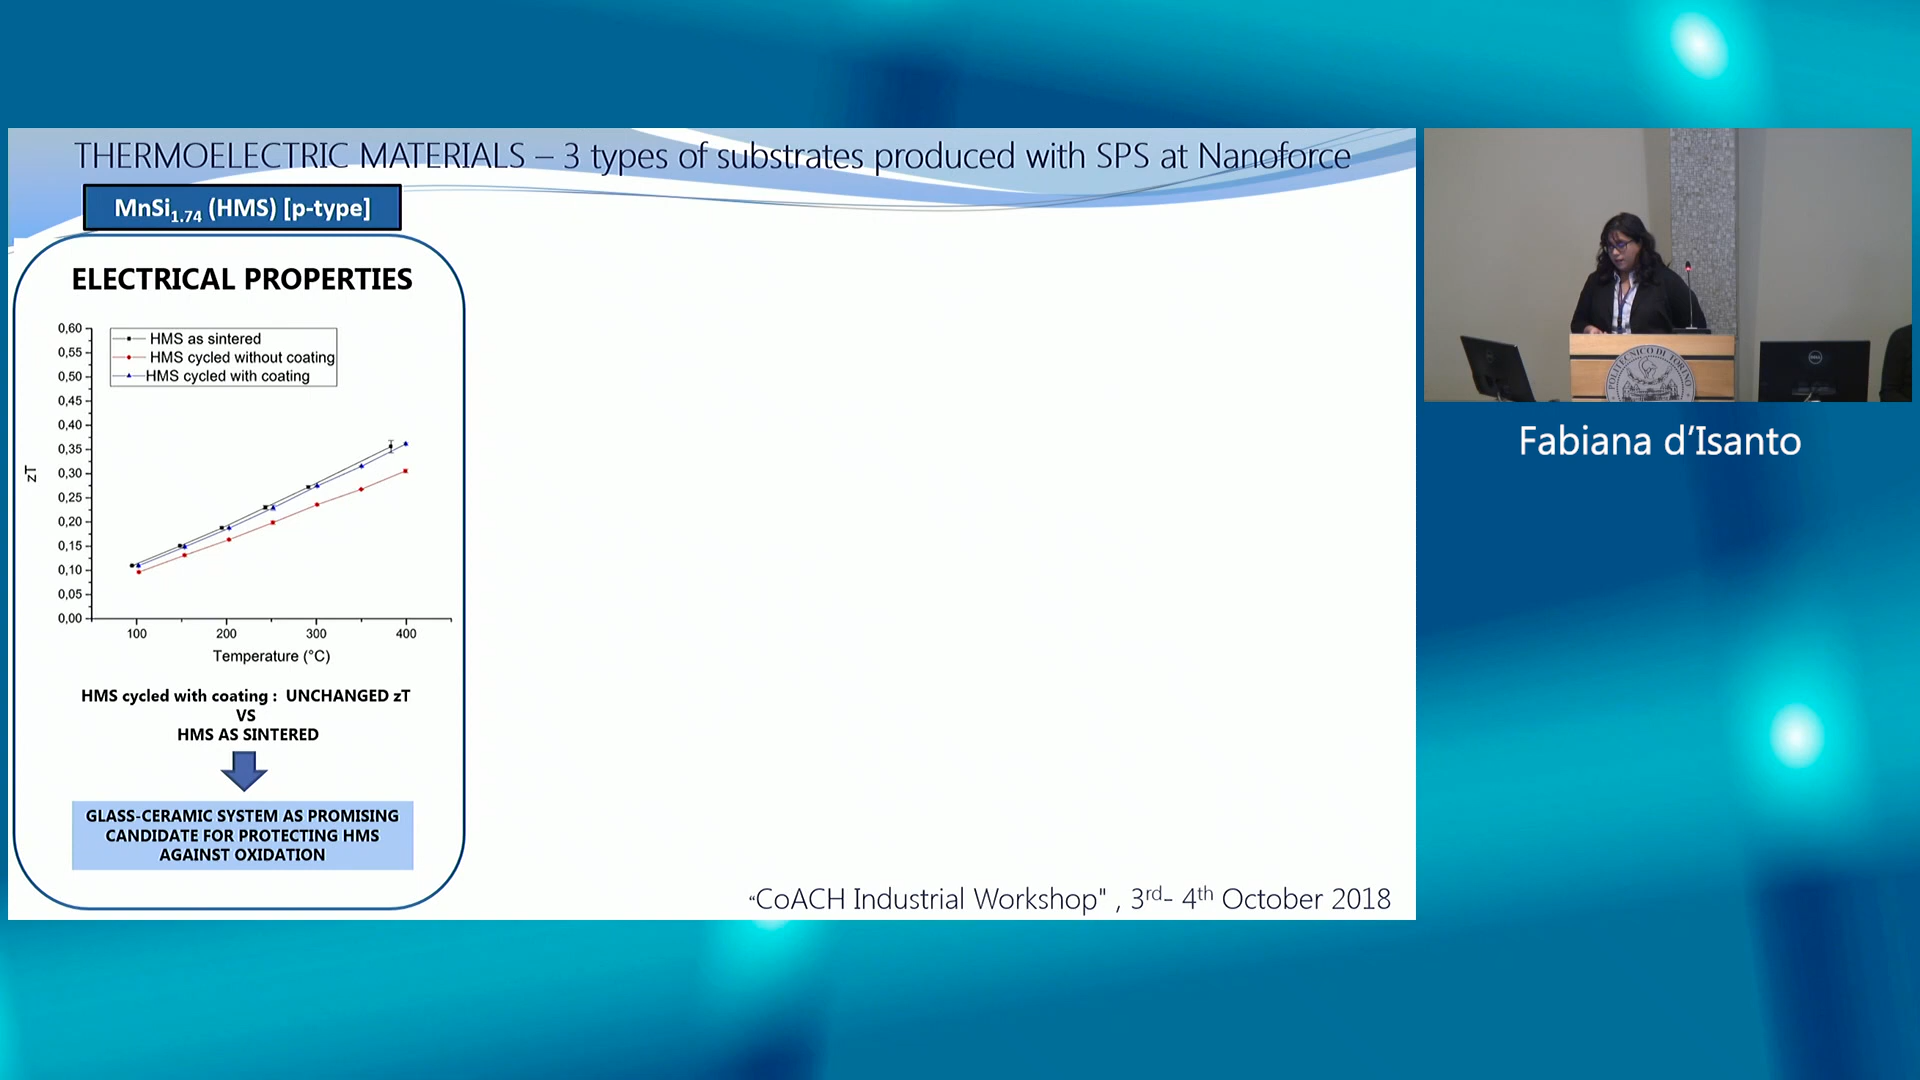 THERMOELECTRIC MATERIALS – 3 types of substrates produced with SPS at Nanoforce
MnSi1.74 (HMS) [p-type]
ELECTRICAL PROPERTIES
HMS as sintered
HMS cycled without coating
HMS cycled with coating
0,60
0,55
0,50
0,45
0,40
0,35
0,30
0,25
0,20
0,15
0,10
0,05
0,00
zT
100 200 300 400
Temperature (°C)
HMS cycled with coating : UNCHANGED zT
VS
HMS AS SINTERED
GLASS-CERAMIC SYSTEM AS PROMISING
CANDIDATE FOR PROTECTING HMS
AGAINST OXIDATION
“CoACH Industrial Workshop" , 3rd- 4th October 2018
POLITECNICO DI TORINO
DELL
Fabiana d’Isanto